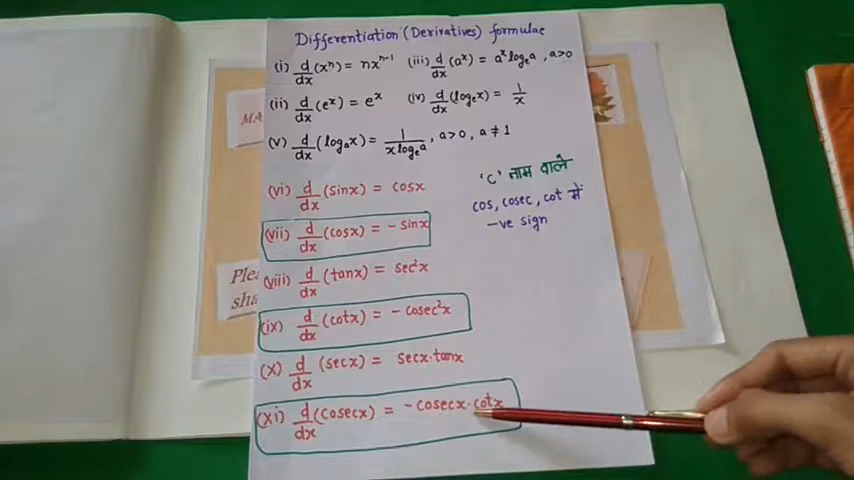 Differentiation (Derivatives) formulae
(i) d/dx (xⁿ) = nxⁿ⁻¹ (iii) d/dx (aˣ) = aˣ logₑa , a>0
(ii) d/dx (eˣ) = eˣ (iv) d/dx (logₑx) = 1/x
(v) d/dx (logₐx) = 1/(x logₑa) , a>0 , a ≠ 1
'C' नाम वाले
(vi) d/dx (sinx) = cosx
cos, cosec, cot में
-ve sign
(vii) d/dx (cosx) = - sinx
(viii) d/dx (tanx) = sec²x
(ix) d/dx (cotx) = - cosec²x
(x) d/dx (secx) = secx·tanx
(xi) d/dx (cosecx) = - cosecx·cotx
MA
Ple
sha